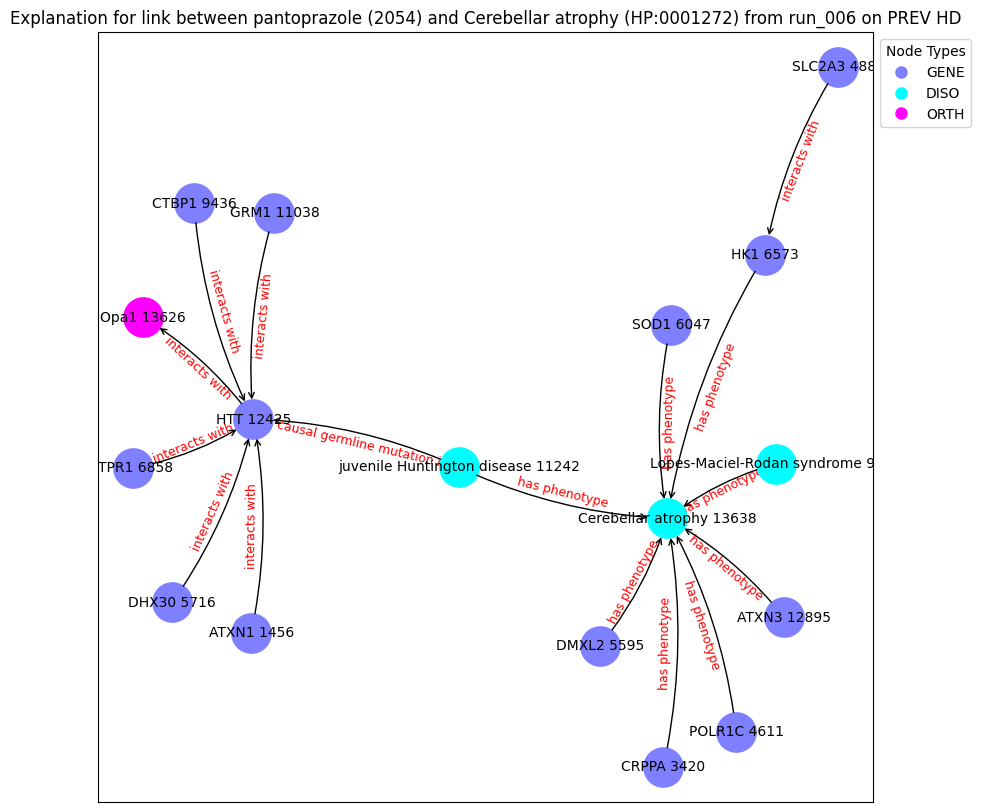 Explanation for link between pantoprazole (2054) and Cerebellar atrophy (HP:0001272) from run_006 on PREV HD
Node Types
GENE
DISO
ORTH
SLC2A3 488
interacts with
CTBP1 9436
GRM1 11038
HK1 6573
interacts with
interacts with
Opa1 13626
SOD1 6047
interacts with
has phenotype
HTT 12435
has phenotype
interacts with
causal germline mutation
TPR1 6858
juvenile Huntington disease 11242
Lopes-Maciel-Rodan syndrome 9
has phenotype
has phenotype
Cerebellar atrophy 13638
interacts with
interacts with
has phenotype
has phenotype
has phenotype
has phenotype
DHX30 5716
ATXN1 1456
DMXL2 5595
ATXN3 12895
POLR1C 4611
CRPPA 3420